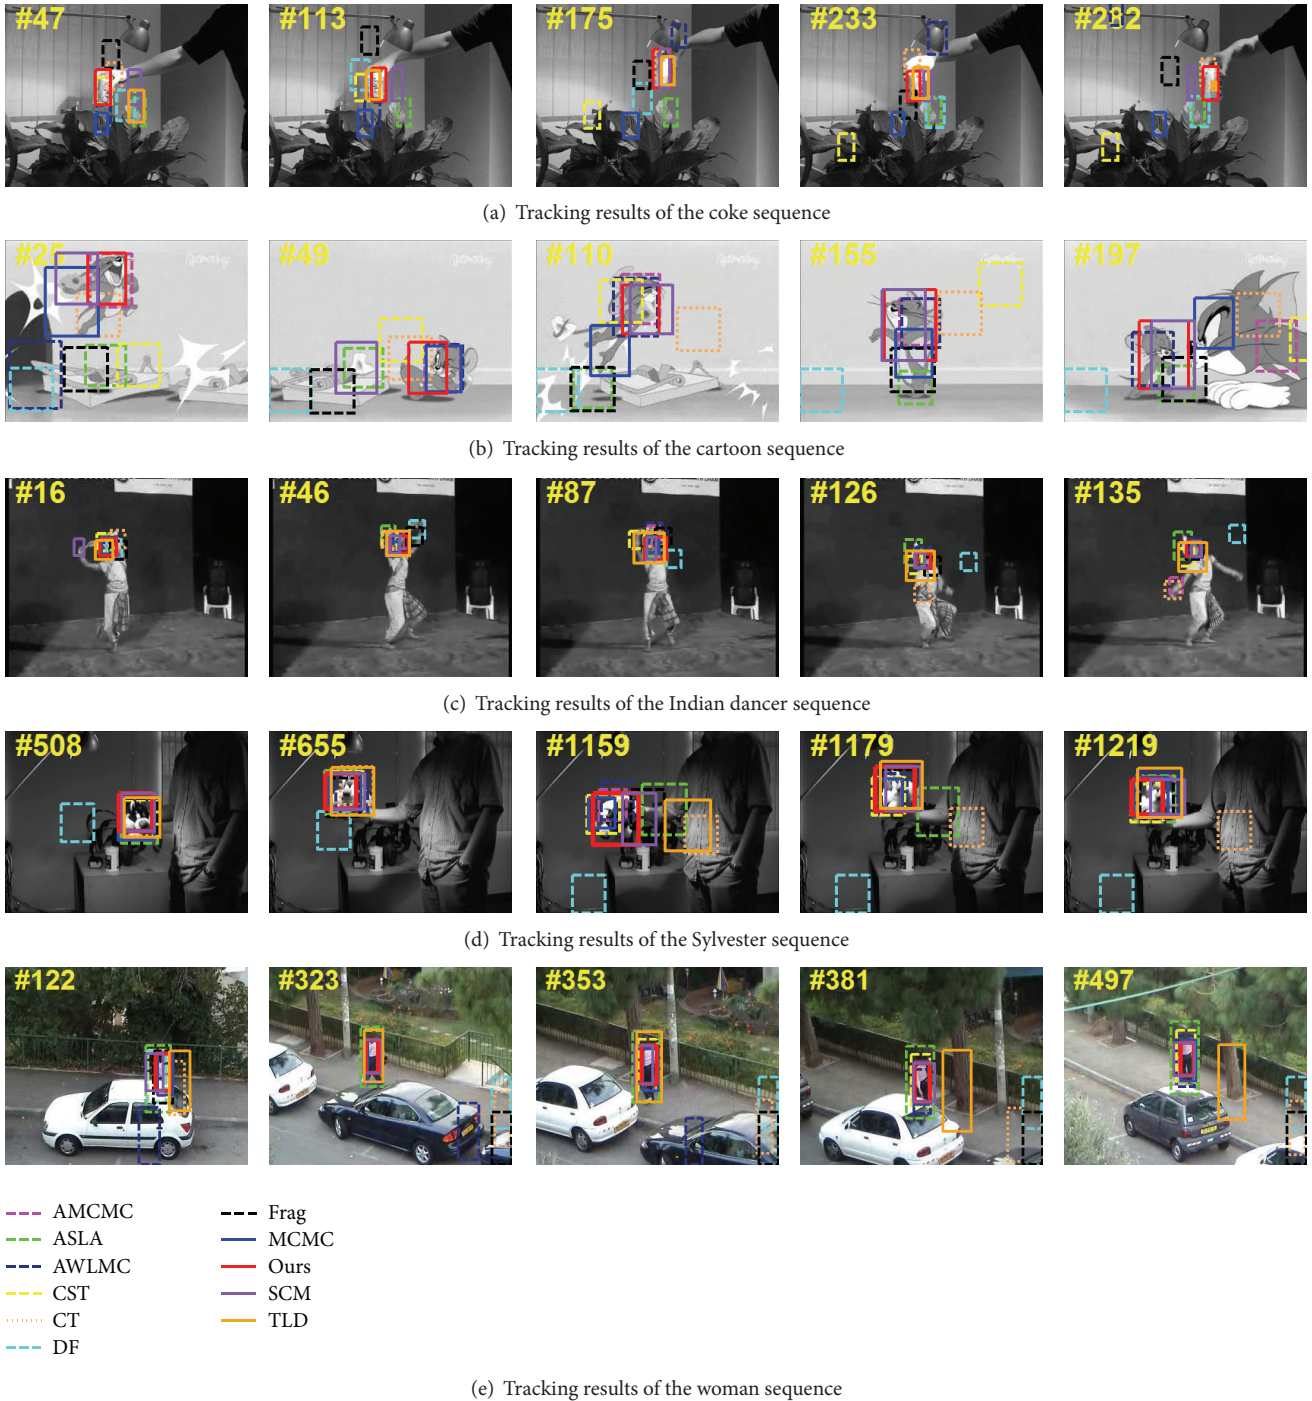 #47 #113 #175 #233 #282
(a) Tracking results of the coke sequence
#25 #49 #110 #155 #197
(b) Tracking results of the cartoon sequence
#16 #46 #87 #126 #135
(c) Tracking results of the Indian dancer sequence
#508 #655 #1159 #1179 #1219
(d) Tracking results of the Sylvester sequence
#122 #323 #353 #381 #497
AMCMC
ASLA
AWLMC
CST
CT
DF
Frag
MCMC
Ours
SCM
TLD
(e) Tracking results of the woman sequence